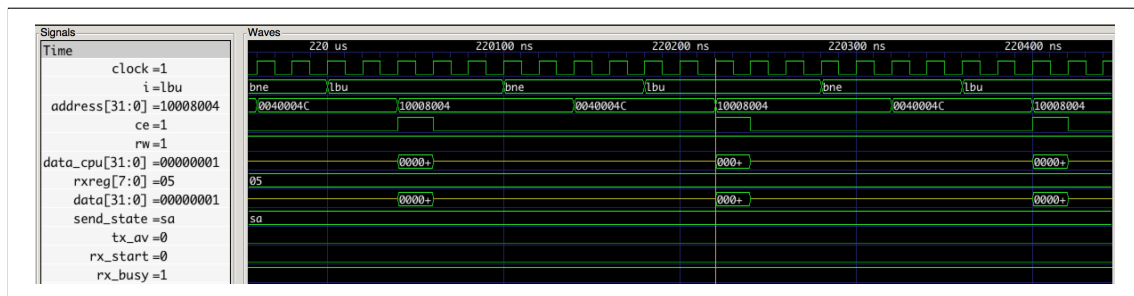 Signals Waves
Time 220 us 220100 ns 220200 ns 220300 ns 220400 ns
clock =1
i =lbu bne lbu bne lbu bne lbu
address[31:0] =10008004 0040004C 10008004 0040004C 10008004 0040004C 10008004
ce =1
rw =1
data_cpu[31:0] =00000001 0000+ 000+ 0000+
rxreg[7:0] =05 05
data[31:0] =00000001 0000+ 000+ 0000+
send_state =sa sa
tx_av =0
rx_start =0
rx_busy =1